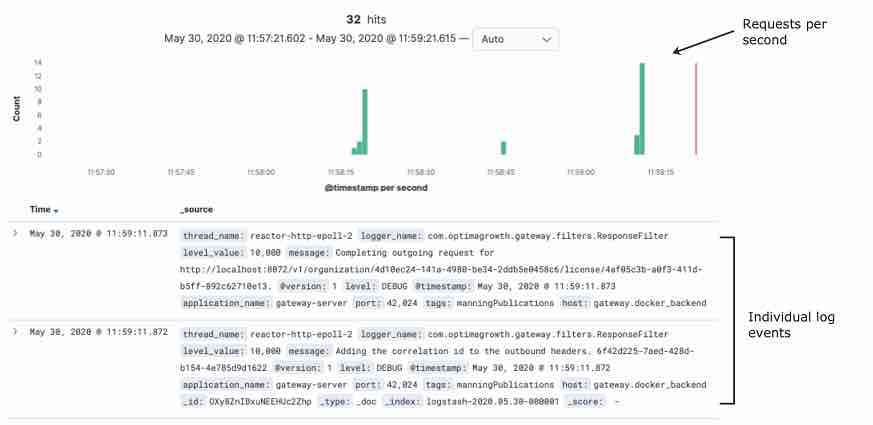 32 hits
May 30, 2020 @ 11:57:21.602 - May 30, 2020 @ 11:59:21.615 — Auto
Requests per
second
14
12
10
8
6
4
2
0
Count
11:57:30 11:57:45 11:58:00 11:58:15 11:58:30 11:58:45 11:59:00 11:59:15
@timestamp per second
Time _source
May 30, 2020 @ 11:59:11.873 thread_name: reactor-http-epoll-2 logger_name: com.optimagrowth.gateway.filters.ResponseFilter
level_value: 10,000 message: Completing outgoing request for
http://localhost:8072/v1/organization/4d10ec24-141a-4980-be34-2ddb5e0458c6/license/4af05c3b-a0f3-411d-
b5ff-892c62710e13. @version: 1 level: DEBUG @timestamp: May 30, 2020 @ 11:59:11.873
application_name: gateway-server port: 42,024 tags: manningPublications host: gateway.docker_backend
Individual log
events
May 30, 2020 @ 11:59:11.872 thread_name: reactor-http-epoll-2 logger_name: com.optimagrowth.gateway.filters.ResponseFilter
level_value: 10,000 message: Adding the correlation id to the outbound headers. 6f42d225-7aed-428d-
b154-4e785d9d1622 @version: 1 level: DEBUG @timestamp: May 30, 2020 @ 11:59:11.872
application_name: gateway-server port: 42,024 tags: manningPublications host: gateway.docker_backend
_id: OXy8ZnIBxuNEEHUc2Zhp _type: _doc _index: logstash-2020.05.30-000001 _score: -